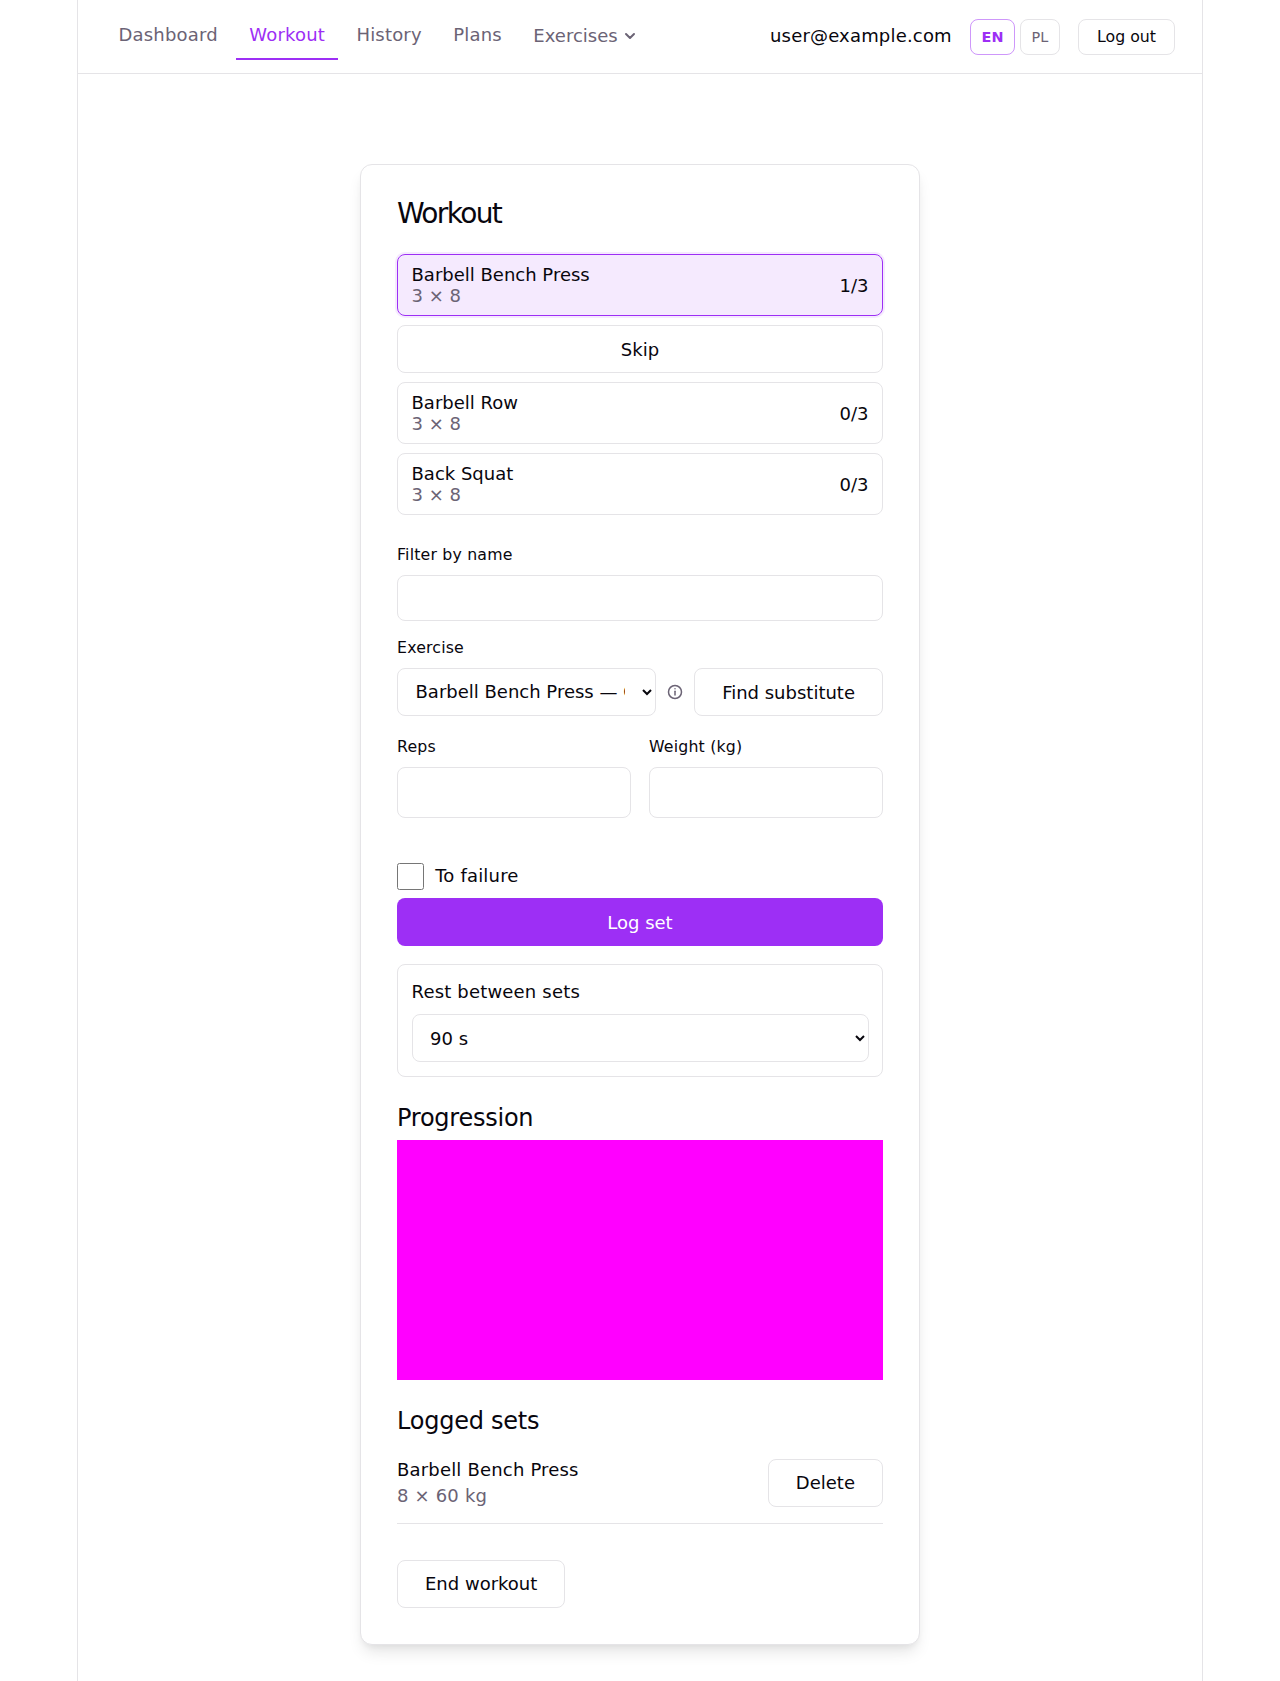 Dashboard Workout History Plans Exercises user@example.com EN PL Log out
Workout
Barbell Bench Press
3 × 8
1/3
Skip
Barbell Row
3 × 8
0/3
Back Squat
3 × 8
0/3
Filter by name
Exercise
Barbell Bench Press —
Find substitute
Reps Weight (kg)
To failure
Log set
Rest between sets
90 s
Progression
Logged sets
Barbell Bench Press
8 × 60 kg
Delete
End workout